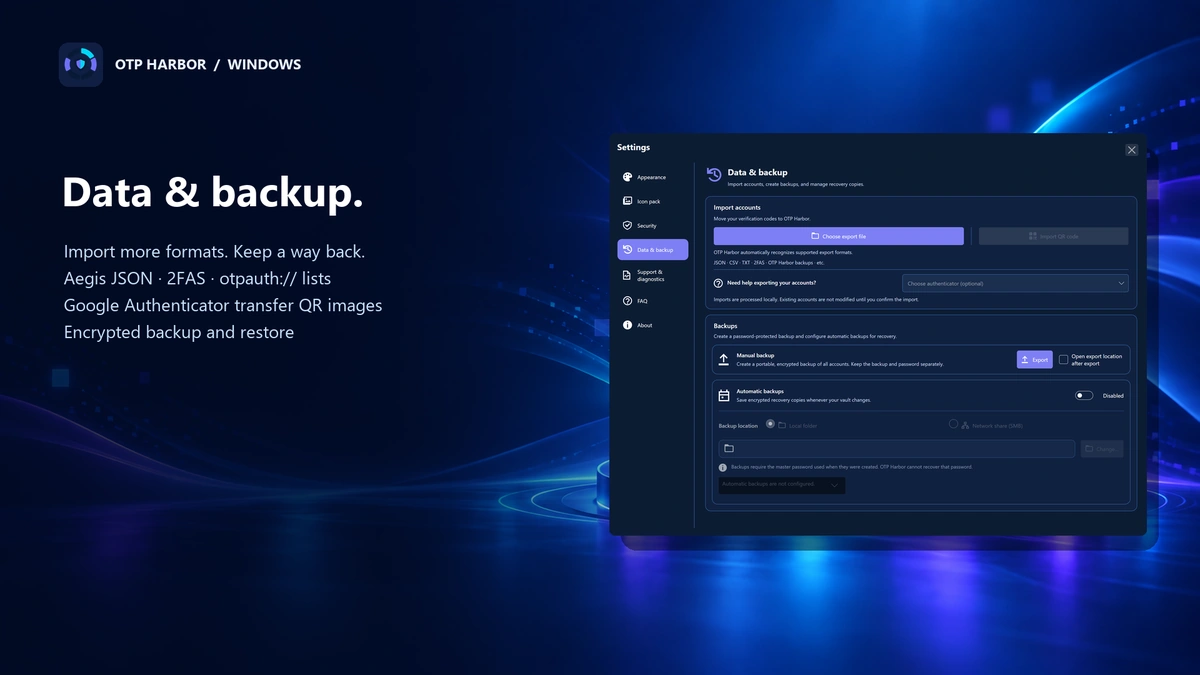 OTP HARBOR / WINDOWS
Data & backup.
Import more formats. Keep a way back.
Aegis JSON · 2FAS · otpauth:// lists
Google Authenticator transfer QR images
Encrypted backup and restore
Settings
Appearance
Icon pack
Security
Data & backup
Support &
diagnostics
FAQ
About
Data & backup
Import accounts, create backups, and manage recovery copies.
Import accounts
Move your verification codes to OTP Harbor.
Choose export file
Import QR code
OTP Harbor automatically recognizes supported export formats.
JSON · CSV · TXT · 2FAS · OTP Harbor backups · etc.
Need help exporting your accounts?
Choose authenticator (optional)
Imports are processed locally. Existing accounts are not modified until you confirm the import.
Backups
Create a password-protected backup and configure automatic backups for recovery.
Manual backup
Create a portable, encrypted backup of all accounts. Keep the backup and password separately.
Export
Open export location
after export
Automatic backups
Save encrypted recovery copies whenever your vault changes.
Disabled
Backup location
Local folder
Network share (SMB)
Change...
Backups require the master password used when they were created. OTP Harbor cannot recover that password.
Automatic backups are not configured